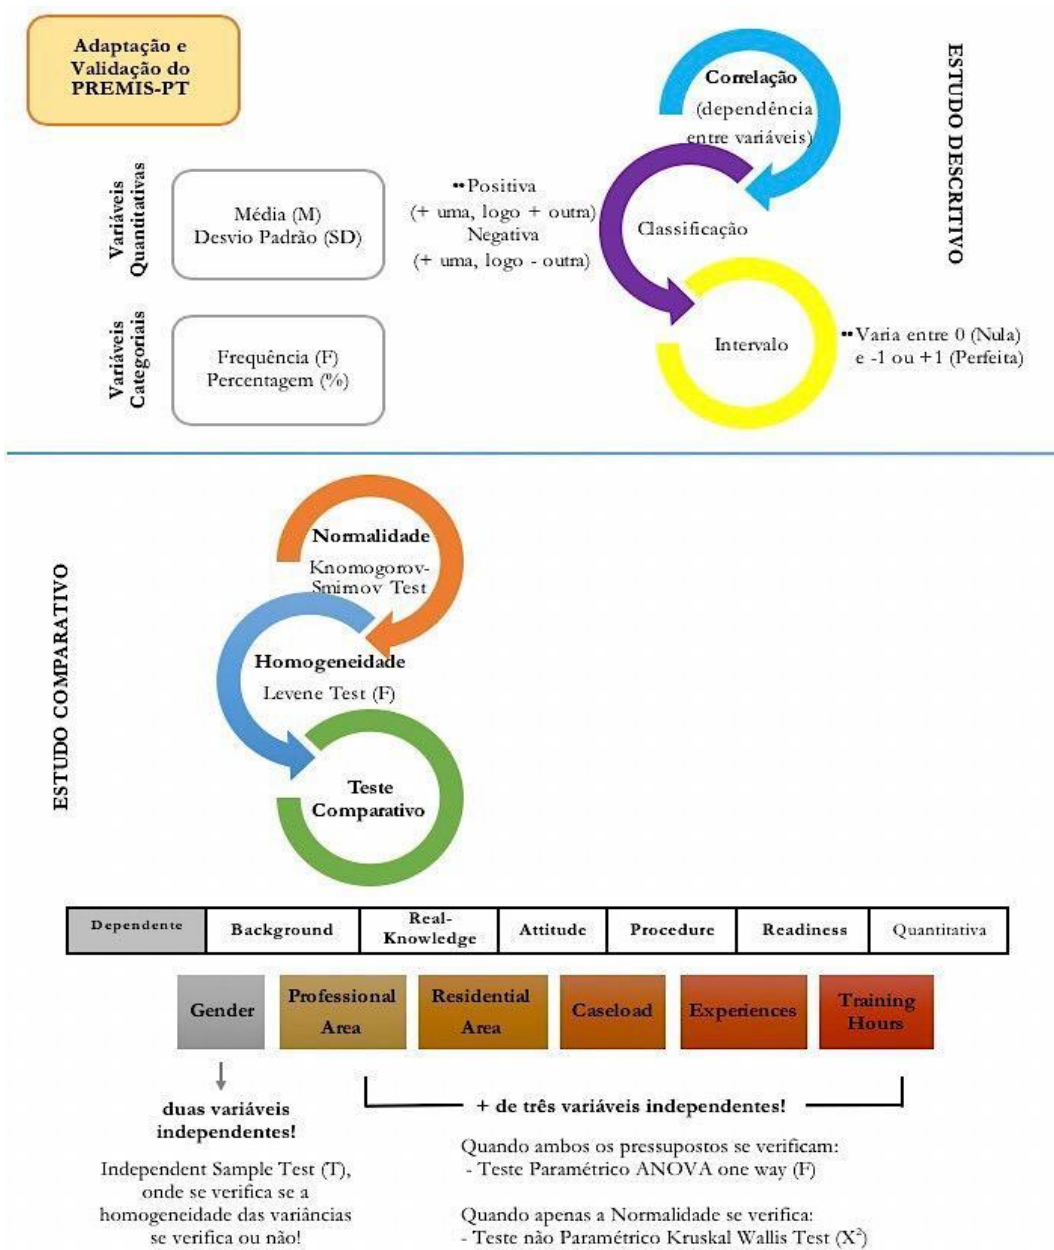 Adaptação e
Validação do
PREMIS-PT
ESTUDO DESCRITIVO
Correlação
(dependência
entre variáveis)
Variáveis
Quantitativas
Média (M)
Desvio Padrão (SD)
••Positiva
(+ uma, logo + outra)
Negativa
(+ uma, logo - outra)
Classificação
Variáveis
Categoriais
Frequência (F)
Percentagem (%)
Intervalo
••Varia entre 0 (Nula)
e -1 ou +1 (Perfeita)
ESTUDO COMPARATIVO
Normalidade
Knomogorov-
Smirnov Test
Homogeneidade
Levene Test (F)
Teste
Comparativo
Dependente
Background
Real-
Knowledge
Attitude
Procedure
Readiness
Quantitativa
Gender
Professional
Area
Residential
Area
Caseload
Experiences
Training
Hours
duas variáveis
independentes!
Independent Sample Test (T),
onde se verifica se a
homogeneidade das variâncias
se verifica ou não!
+ de três variáveis independentes!
Quando ambos os pressupostos se verificam:
- Teste Paramétrico ANOVA one way (F)
Quando apenas a Normalidade se verifica:
- Teste não Paramétrico Kruskal Wallis Test (X²)